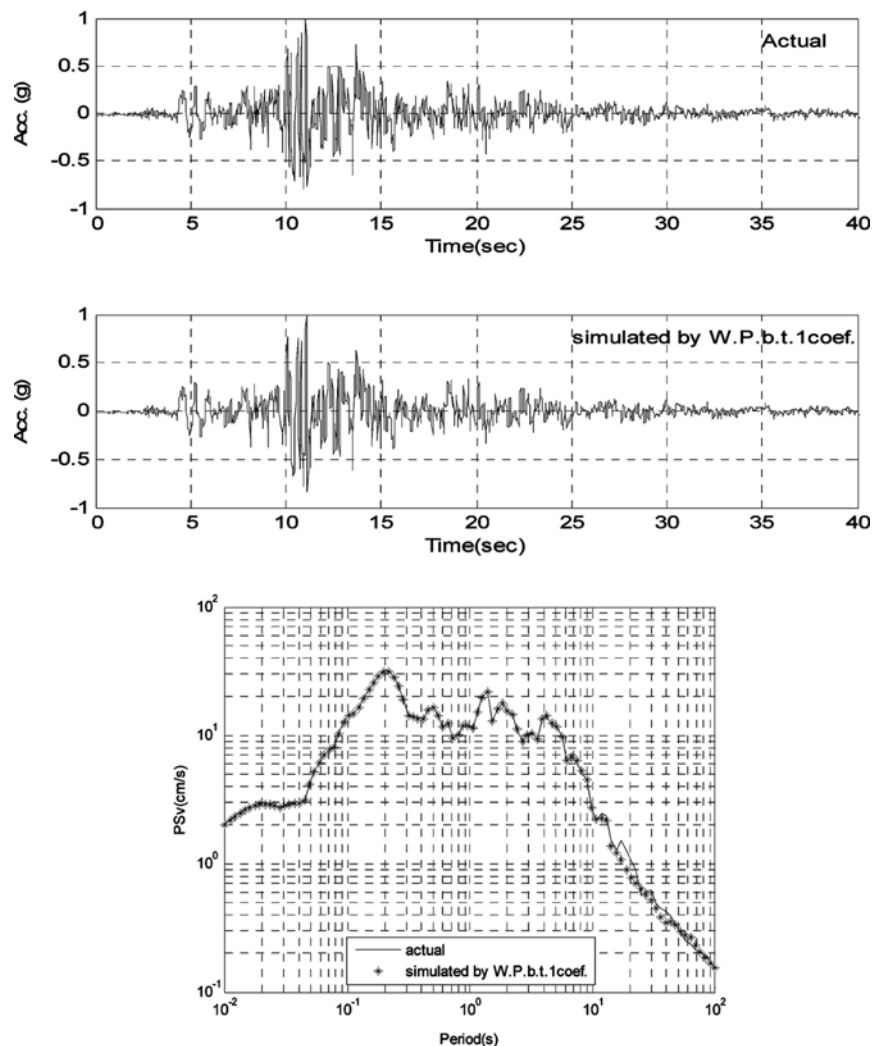 1
0.5
0
-0.5
-1
Acc. (g)
Actual
0 5 10 15 20 25 30 35 40
Time(sec)
1
0.5
0
-0.5
-1
Acc. (g)
simulated by W.P.b.t.1coef.
0 5 10 15 20 25 30 35 40
Time(sec)
10^2
10^1
10^0
10^-1
PSv(cm/s)
actual
simulated by W.P.b.t.1coef.
10^-2 10^-1 10^0 10^1 10^2
Period(s)